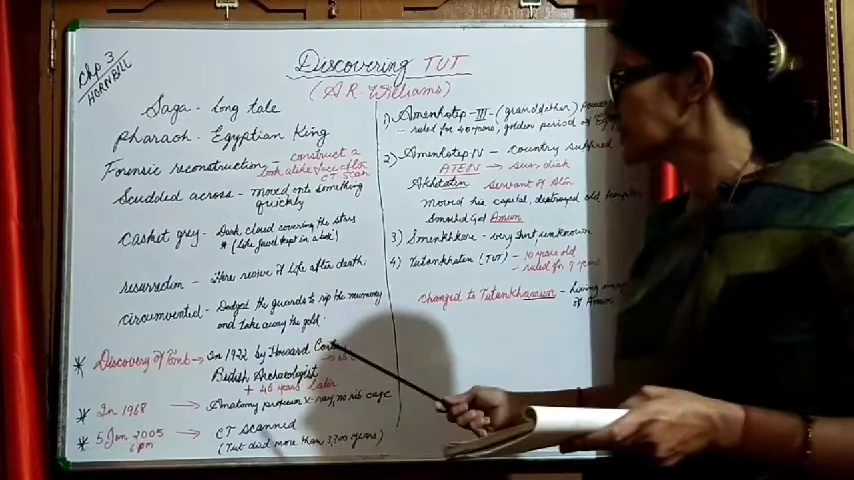 Chp 3
HORNBILL
Discovering TUT
(A R Williams)
Saga - long tale
Pharaoh - Egyptian King
Forensic reconstruction - construct a
look alike face after
CT scan
Scudded across - moved onto something
quickly
Casket grey - Dark cloud covering the stars
* (like jewel kept in a box)
resurrection - the revive of life after death.
circumvented - Dodged the guards to rip the mummy
and take away the gold.
* Discovery of Tomb → In 1922 by Howard
British Archaeologist
+ 46 years later
* In 1968 → Anatomy professor x-ray, no rib cage
* 5 Jan 2005 → CT scanned
6 pm
(Tut died more than 3,300 years)
1) Amenhotep - III - (grandfather)
- ruled for 40 years, golden period of
2) Amenhotep IV - country suffered
ATEN → sun disk
Akhetaten servant of Aten
moved his capital, destroyed old
smashed God Amun
3) Smenkhkare - very short, unknown
4) Tutankhaten (TUT) - 10 years old
- ruled for 9 years
changed to Tutankhamun - living
of Amun